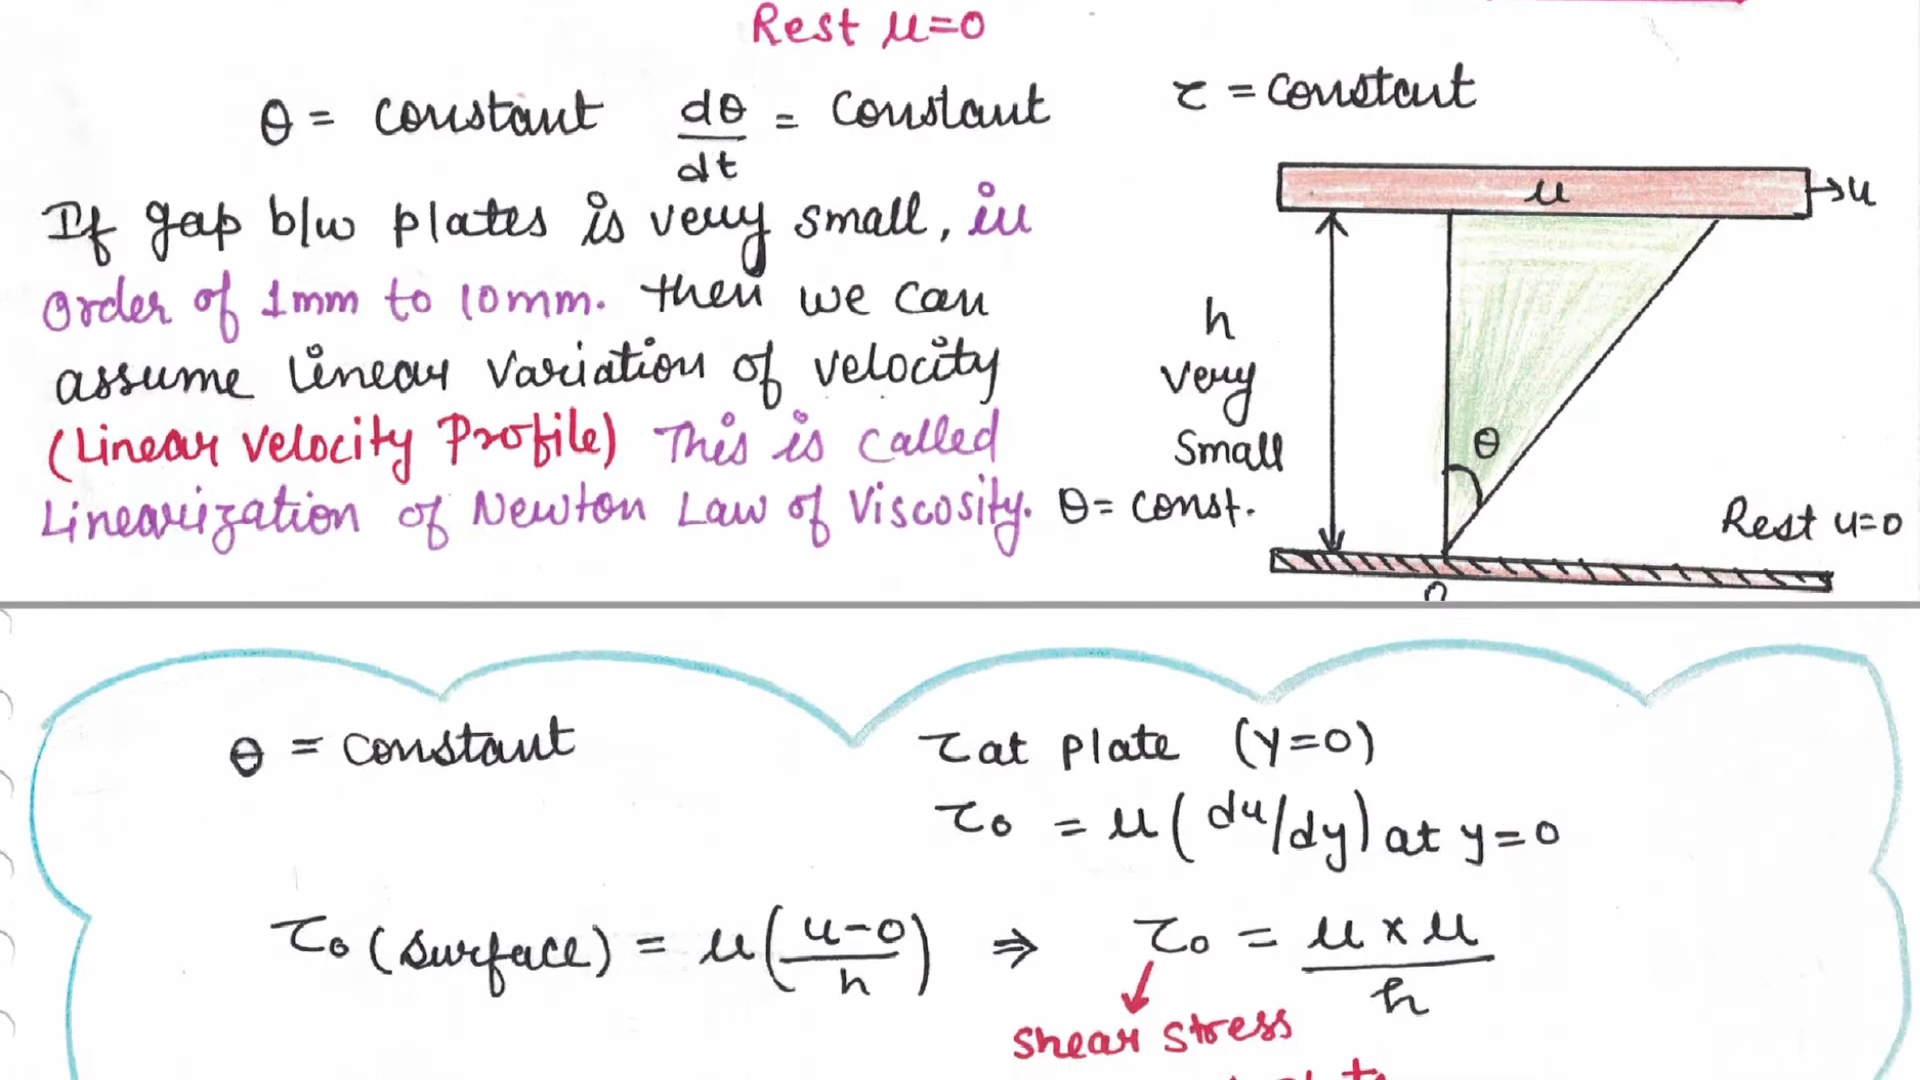 Rest μ=0
θ = constant dθ/dt = constant
τ = constant
If gap b/w plates is very small, in
order of 1mm to 10mm. then we can
assume linear variation of velocity
(Linear velocity Profile) This is called
Linearization of Newton Law of Viscosity. θ= const.
μ
→u
h
very
small
θ
Rest u=0
θ = constant
τ at plate (y=0)
τ₀ = μ (du/dy) at y=0
τ₀ (surface) = μ((u-0)/h) ⇒ τ₀ = (μ × μ)/h
shear stress